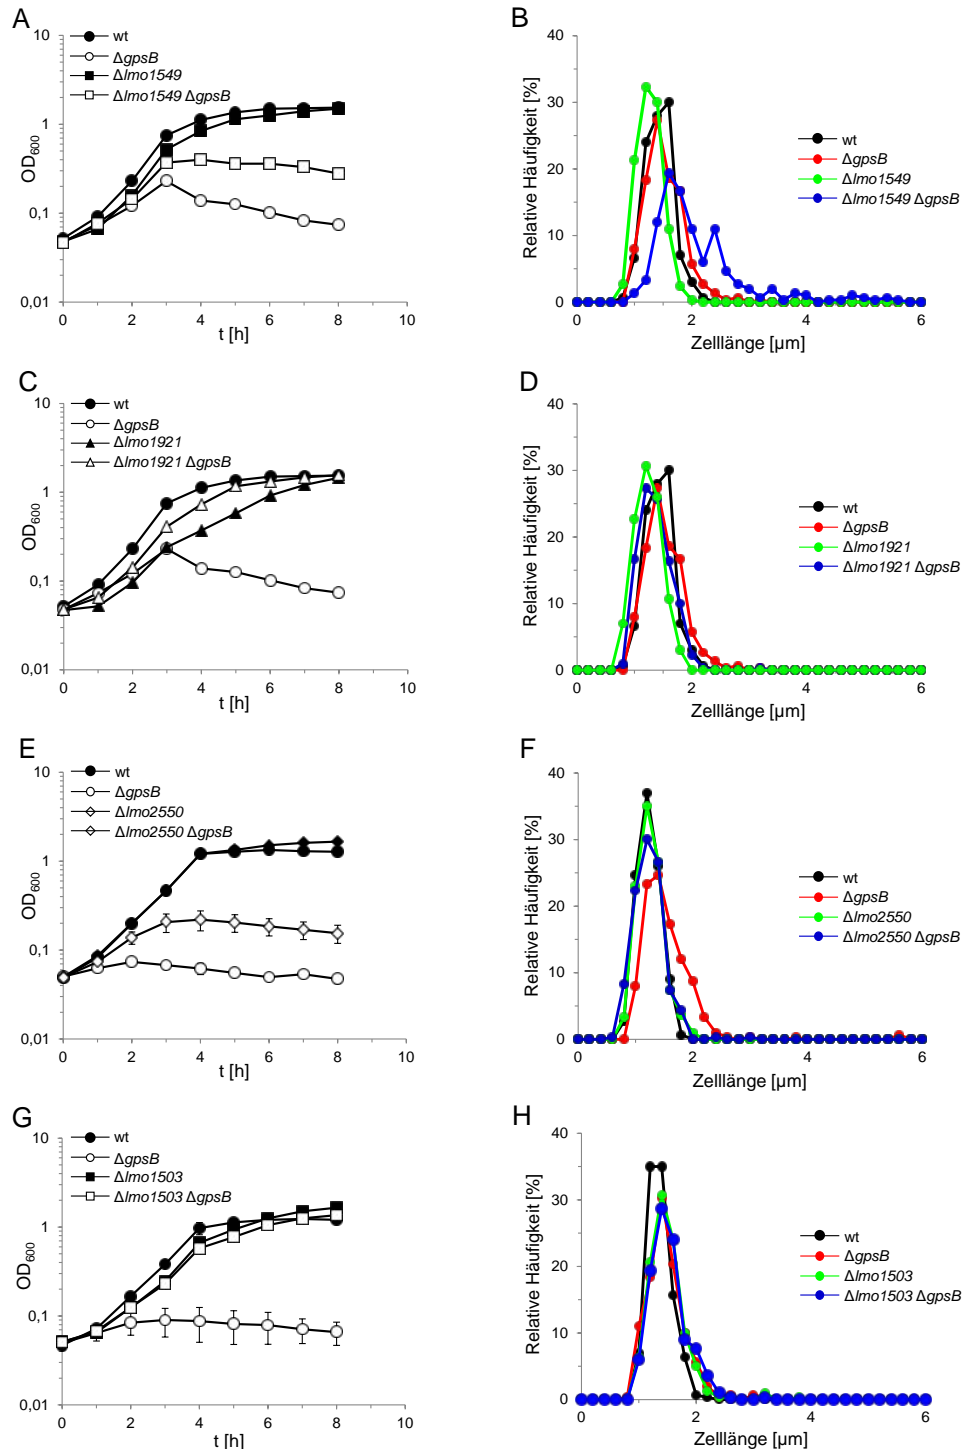 A
wt
ΔgpsB
Δlmo1549
Δlmo1549 ΔgpsB
10
1
0,1
0,01
OD600
0 2 4 6 8 10
t [h]
B
40
30
20
10
0
Relative Häufigkeit [%]
wt
ΔgpsB
Δlmo1549
Δlmo1549 ΔgpsB
0 2 4 6
Zelllänge [µm]
C
wt
ΔgpsB
Δlmo1921
Δlmo1921 ΔgpsB
10
1
0,1
0,01
OD600
0 2 4 6 8 10
t [h]
D
40
30
20
10
0
Relative Häufigkeit [%]
wt
ΔgpsB
Δlmo1921
Δlmo1921 ΔgpsB
0 2 4 6
Zelllänge [µm]
E
wt
ΔgpsB
Δlmo2550
Δlmo2550 ΔgpsB
10
1
0,1
0,01
OD600
0 2 4 6 8 10
t [h]
F
40
30
20
10
0
Relative Häufigkeit [%]
wt
ΔgpsB
Δlmo2550
Δlmo2550 ΔgpsB
0 2 4 6
Zelllänge [µm]
G
wt
ΔgpsB
Δlmo1503
Δlmo1503 ΔgpsB
10
1
0,1
0,01
OD600
0 2 4 6 8 10
t [h]
H
40
30
20
10
0
Relative Häufigkeit [%]
wt
ΔgpsB
Δlmo1503
Δlmo1503 ΔgpsB
0 2 4 6
Zelllänge [µm]